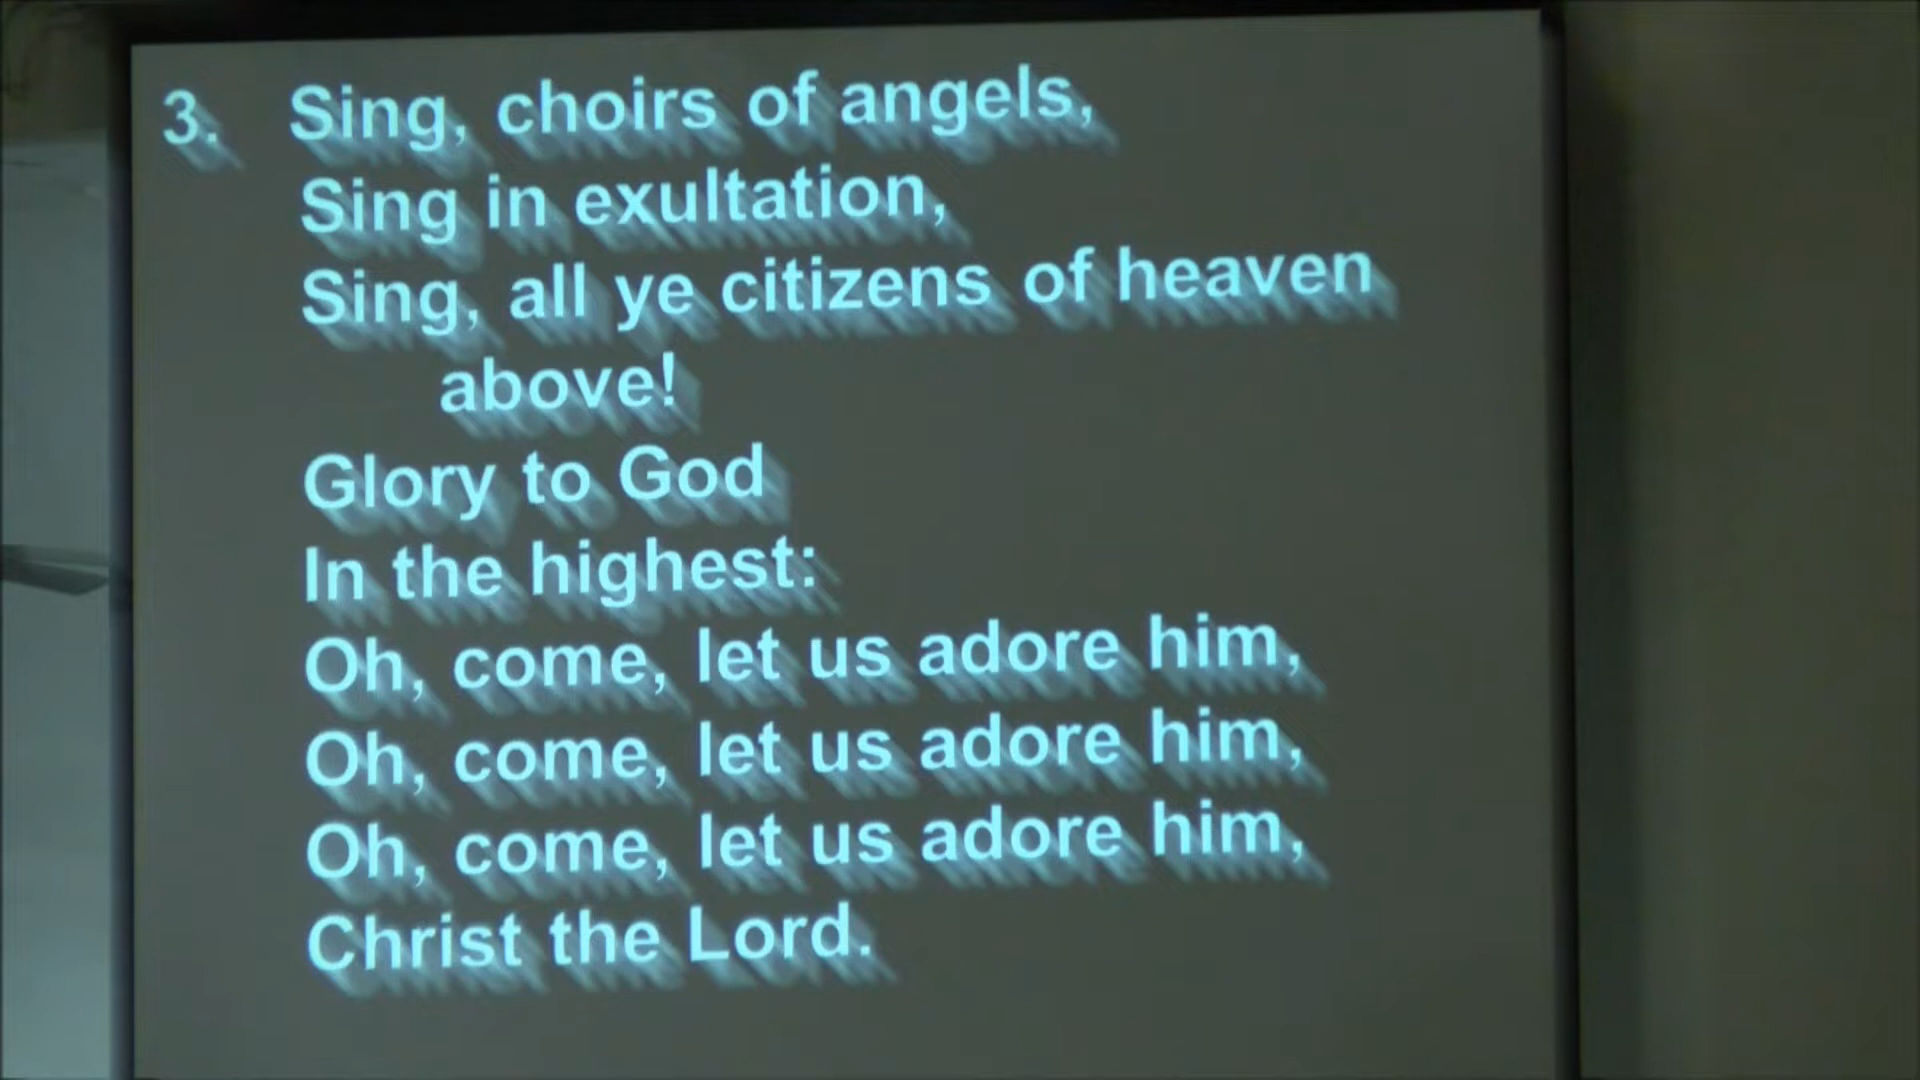 3. Sing, choirs of angels,
Sing in exultation,
Sing, all ye citizens of heaven
above!
Glory to God
In the highest:
Oh, come, let us adore him,
Oh, come, let us adore him,
Oh, come, let us adore him,
Christ the Lord.